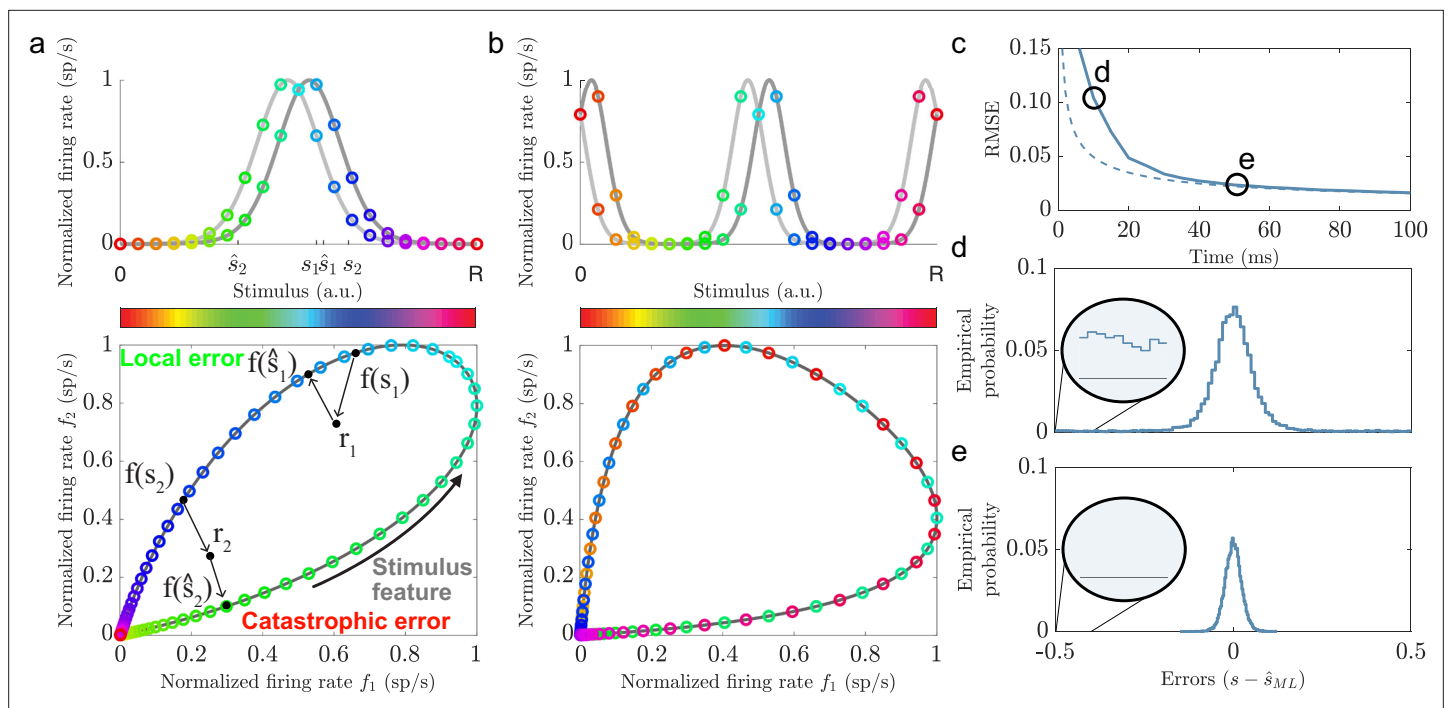 a
Normalized firing rate (sp/s)
1
0.5
0
ŝ₂
s₁
ŝ₁
s₂
0
Stimulus (a.u.)
R
Normalized firing rate f₂ (sp/s)
1
0.8
0.6
0.4
0.2
0
Local error
f(ŝ₁)
f(s₁)
r₁
f(s₂)
r₂
f(ŝ₂)
Stimulus
feature
Catastrophic error
0
0.2
0.4
0.6
0.8
1
Normalized firing rate f₁ (sp/s)
b
Normalized firing rate (sp/s)
1
0.5
0
0
Stimulus (a.u.)
R
Normalized firing rate f₂ (sp/s)
1
0.8
0.6
0.4
0.2
0
0
0.2
0.4
0.6
0.8
1
Normalized firing rate f₁ (sp/s)
c
RMSE
0.15
0.10
0.05
0
d
e
0
20
40
60
80
100
Time (ms)
d
Empirical
probability
0.1
0.05
0
e
Empirical
probability
0.1
0.05
0
-0.5
0
0.5
Errors (s − ŝ_ML)